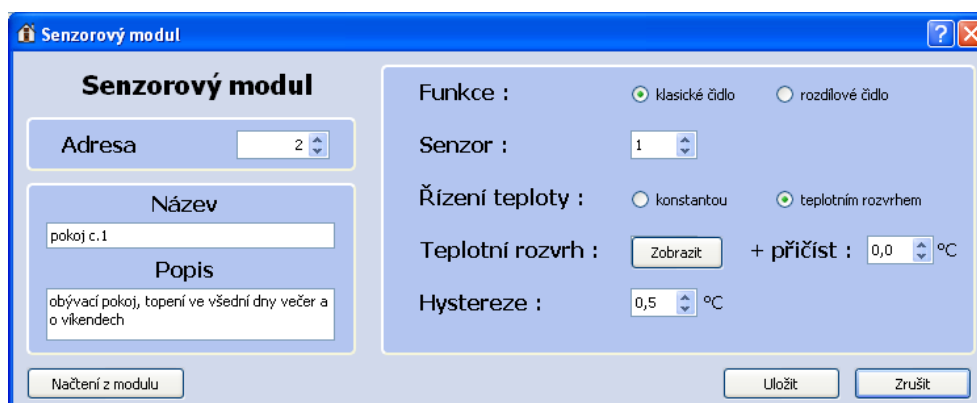 Senzorový modul
Senzorový modul
Adresa 2
Název
pokoj c.1
Popis
obývací pokoj, topení ve všední dny večer a
o víkendech
Načtení z modulu
Funkce : klasické čidlo rozdílové čidlo
Senzor : 1
Řízení teploty : konstantou teplotním rozvrhem
Teplotní rozvrh : Zobrazit + přičíst : 0,0 ºC
Hystereze : 0,5 ºC
Uložit Zrušit